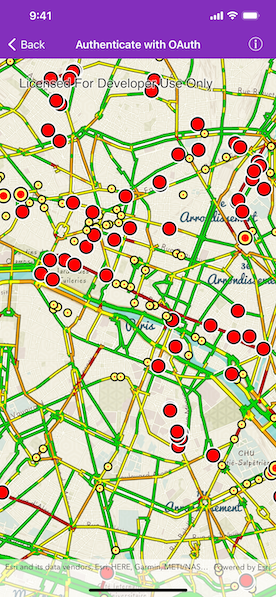 9:41
Back
Authenticate with OAuth
Licensed For Developer Use Only
Arrondissement
3e
Arrondissement
Paris
CHU
Arrondissement
Esri and its data vendors, Esri, HERE, Garmin, METI/NAS...
Powered by Esri